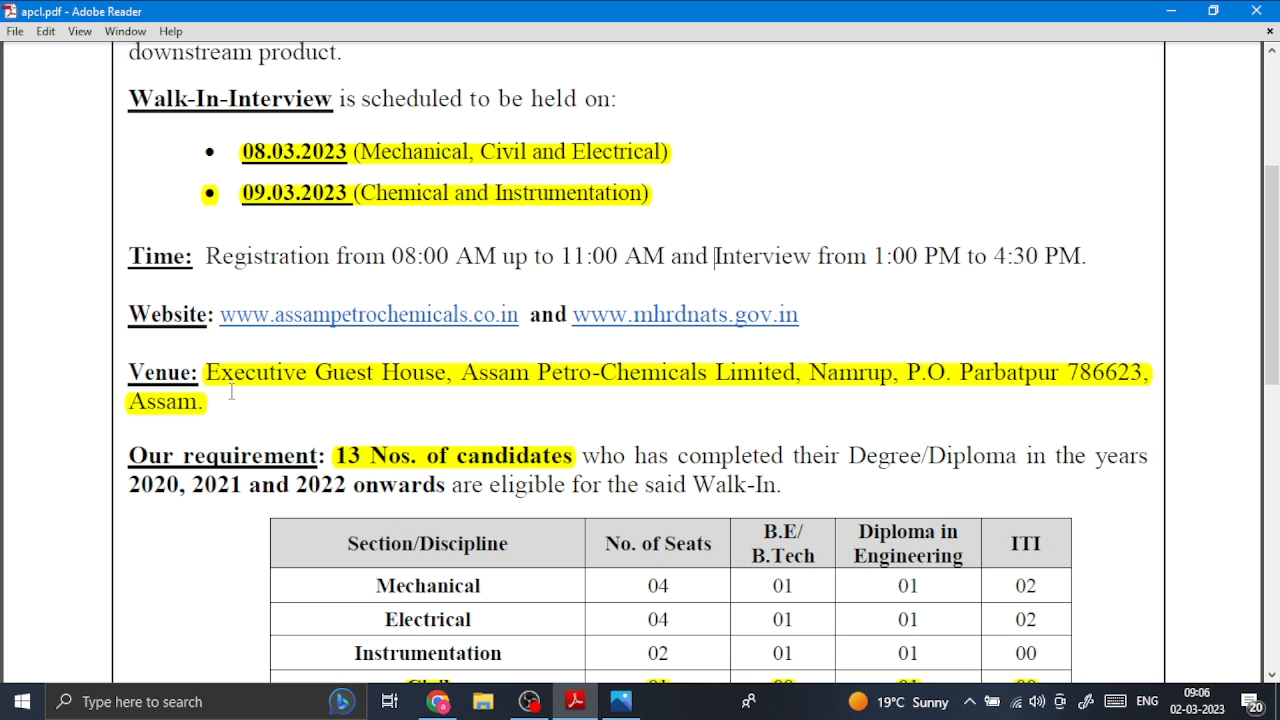 apcl.pdf - Adobe Reader
File Edit View Window Help
downstream product.
Walk-In-Interview is scheduled to be held on:
• 08.03.2023 (Mechanical, Civil and Electrical)
• 09.03.2023 (Chemical and Instrumentation)
Time: Registration from 08:00 AM up to 11:00 AM and Interview from 1:00 PM to 4:30 PM.
Website: www.assampetrochemicals.co.in and www.mhrdnats.gov.in
Venue: Executive Guest House, Assam Petro-Chemicals Limited, Namrup, P.O. Parbatpur 786623,
Assam.
Our requirement: 13 Nos. of candidates who has completed their Degree/Diploma in the years
2020, 2021 and 2022 onwards are eligible for the said Walk-In.
Section/Discipline No. of Seats B.E/ B.Tech Diploma in Engineering ITI
Mechanical 04 01 01 02
Electrical 04 01 01 02
Instrumentation 02 01 01 00
Type here to search
19°C Sunny
ENG
09:06
02-03-2023
20